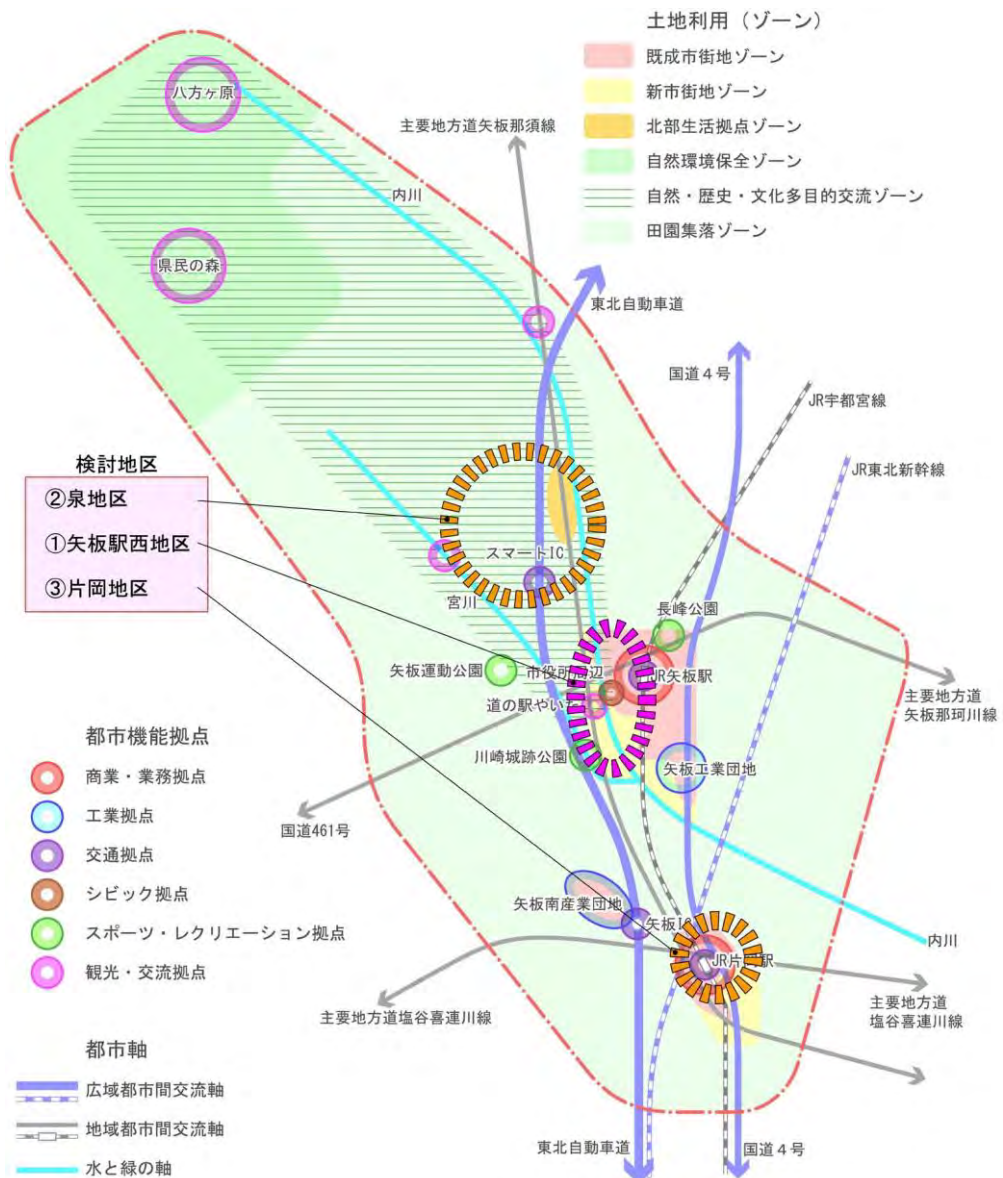 土地利用（ゾーン）
既成市街地ゾーン
新市街地ゾーン
北部生活拠点ゾーン
自然環境保全ゾーン
自然・歴史・文化多目的交流ゾーン
田園集落ゾーン
八方ヶ原
主要地方道矢板那須線
内川
県民の森
東北自動車道
国道４号
JR宇都宮線
JR東北新幹線
検討地区
②泉地区
①矢板駅西地区
③片岡地区
スマートIC
宮川
長峰公園
矢板運動公園
市役所周辺
JR矢板駅
道の駅やいた
主要地方道
矢板那珂川線
川崎城跡公園
矢板工業団地
国道461号
都市機能拠点
商業・業務拠点
工業拠点
交通拠点
シビック拠点
スポーツ・レクリエーション拠点
観光・交流拠点
矢板南産業団地
矢板IC
JR片岡駅
内川
主要地方道塩谷喜連川線
主要地方道
塩谷喜連川線
都市軸
広域都市間交流軸
地域都市間交流軸
水と緑の軸
東北自動車道
国道４号